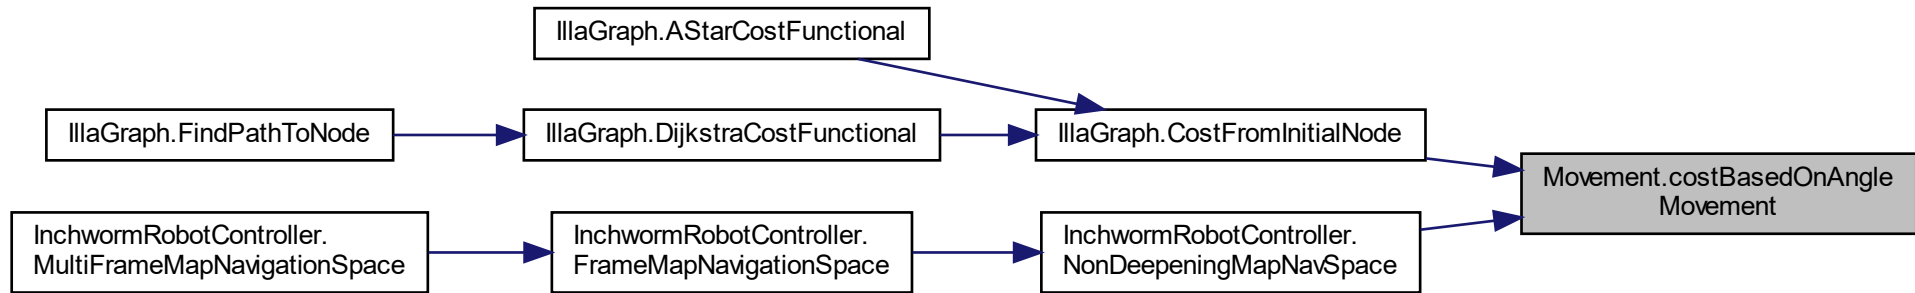 IllaGraph.AStarCostFunctional
IllaGraph.FindPathToNode
IllaGraph.DijkstraCostFunctional
IllaGraph.CostFromInitialNode
Movement.costBasedOnAngle
Movement
InchwormRobotController.
MultiFrameMapNavigationSpace
InchwormRobotController.
FrameMapNavigationSpace
InchwormRobotController.
NonDeepeningMapNavSpace